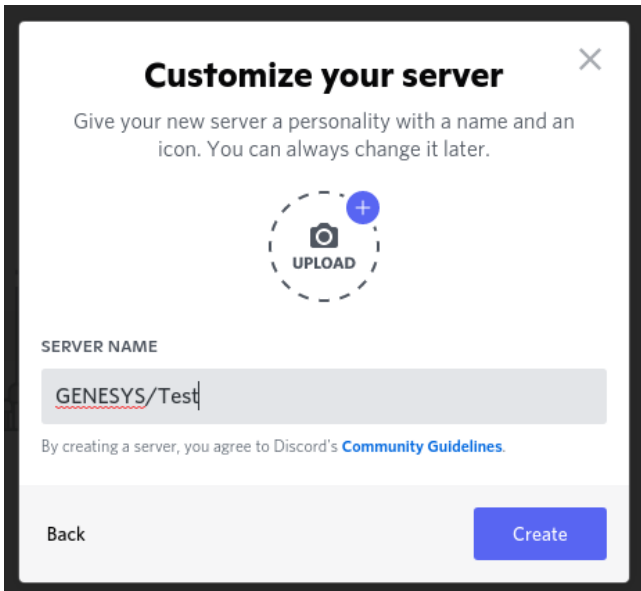 Customize your server
Give your new server a personality with a name and an
icon. You can always change it later.
UPLOAD
SERVER NAME
GENESYS/Test
By creating a server, you agree to Discord's Community Guidelines.
Back
Create